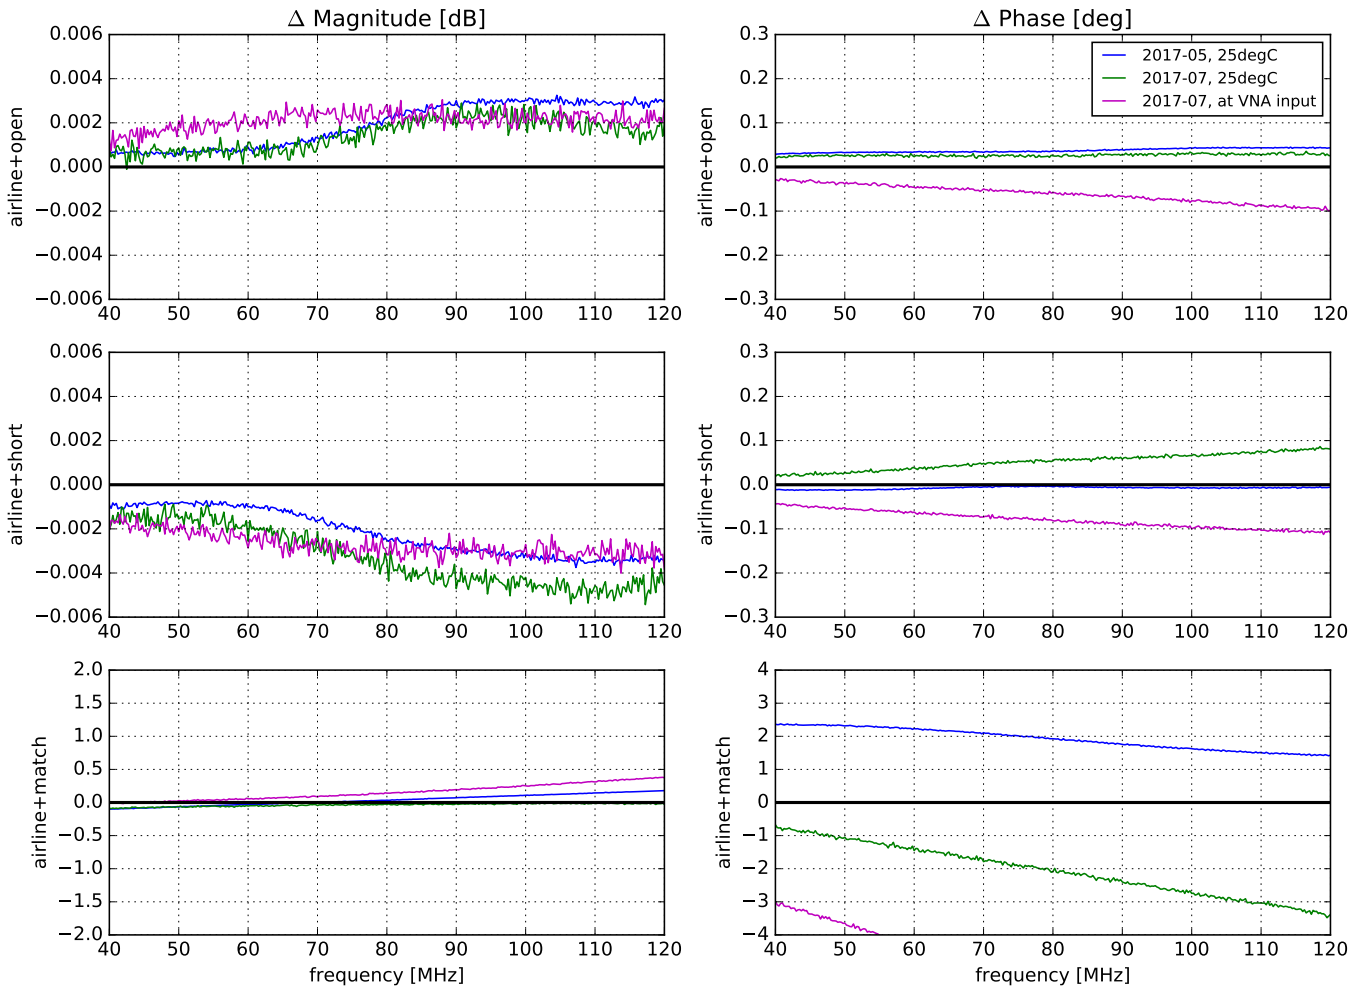 Δ Magnitude [dB]
Δ Phase [deg]
airline+open
0.006
0.004
0.002
0.000
−0.002
−0.004
−0.006
40 50 60 70 80 90 100 110 120
airline+open
0.3
0.2
0.1
0.0
−0.1
−0.2
−0.3
40 50 60 70 80 90 100 110 120
2017-05, 25degC
2017-07, 25degC
2017-07, at VNA input
airline+short
0.006
0.004
0.002
0.000
−0.002
−0.004
−0.006
40 50 60 70 80 90 100 110 120
airline+short
0.3
0.2
0.1
0.0
−0.1
−0.2
−0.3
40 50 60 70 80 90 100 110 120
airline+match
2.0
1.5
1.0
0.5
0.0
−0.5
−1.0
−1.5
−2.0
40 50 60 70 80 90 100 110 120
frequency [MHz]
airline+match
4
3
2
1
0
−1
−2
−3
−4
40 50 60 70 80 90 100 110 120
frequency [MHz]